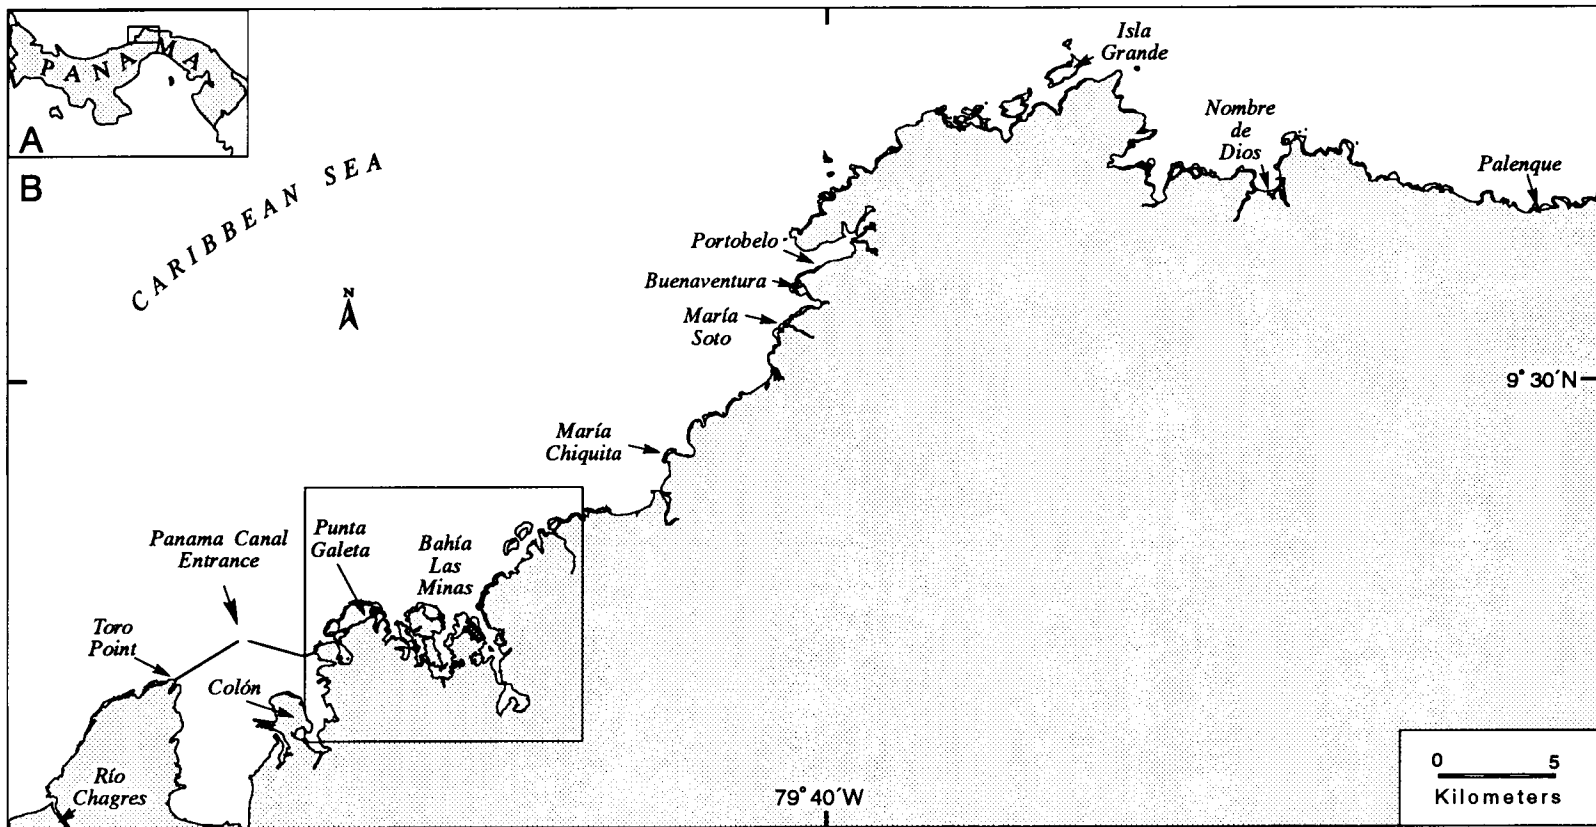 PANAMA
A
B
CARIBBEAN SEA
N
Isla
Grande
Nombre
de
Dios
Palenque
Portobelo
Buenaventura
María
Soto
9°30′N
María
Chiquita
Punta
Galeta
Bahía
Las
Minas
Panama Canal
Entrance
Toro
Point
Colón
Río
Chagres
79°40′W
0 5
Kilometers